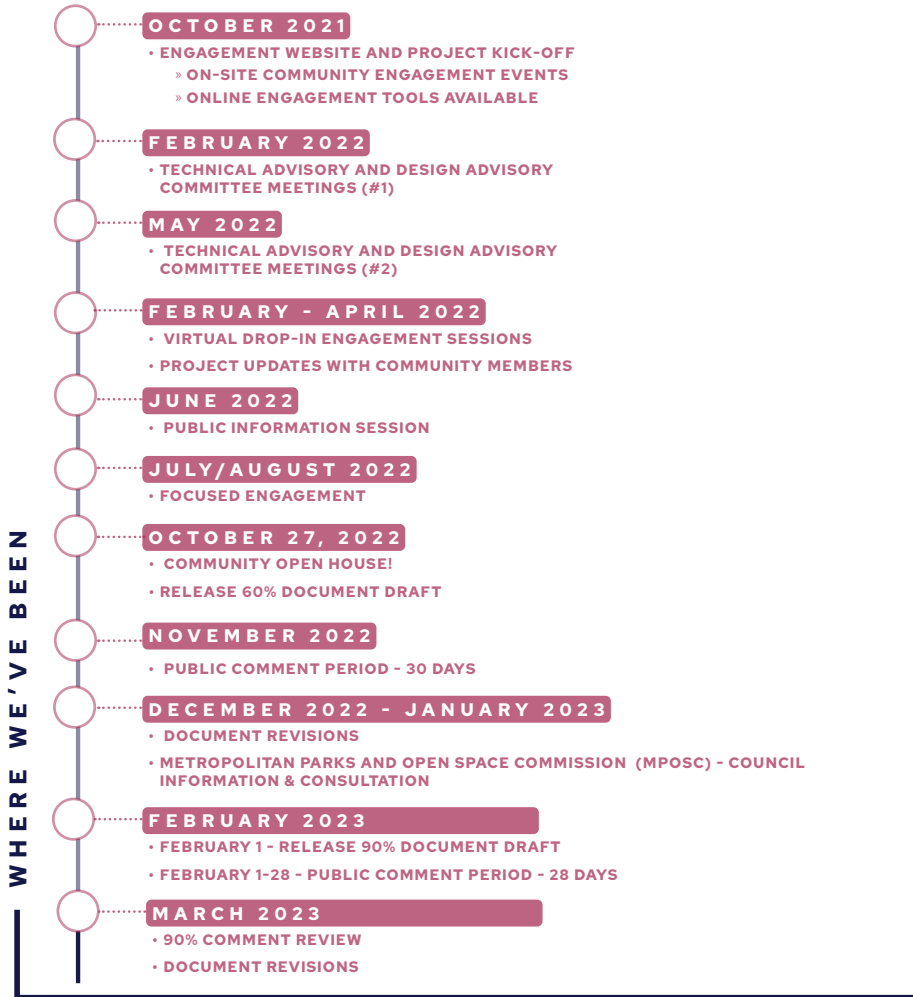 OCTOBER 2021
• ENGAGEMENT WEBSITE AND PROJECT KICK-OFF
» ON-SITE COMMUNITY ENGAGEMENT EVENTS
» ONLINE ENGAGEMENT TOOLS AVAILABLE
FEBRUARY 2022
• TECHNICAL ADVISORY AND DESIGN ADVISORY
COMMITTEE MEETINGS (#1)
MAY 2022
• TECHNICAL ADVISORY AND DESIGN ADVISORY
COMMITTEE MEETINGS (#2)
FEBRUARY - APRIL 2022
• VIRTUAL DROP-IN ENGAGEMENT SESSIONS
• PROJECT UPDATES WITH COMMUNITY MEMBERS
JUNE 2022
• PUBLIC INFORMATION SESSION
JULY/AUGUST 2022
• FOCUSED ENGAGEMENT
OCTOBER 27, 2022
• COMMUNITY OPEN HOUSE!
• RELEASE 60% DOCUMENT DRAFT
NOVEMBER 2022
• PUBLIC COMMENT PERIOD - 30 DAYS
DECEMBER 2022 - JANUARY 2023
• DOCUMENT REVISIONS
• METROPOLITAN PARKS AND OPEN SPACE COMMISSION (MPOSC) - COUNCIL
INFORMATION & CONSULTATION
FEBRUARY 2023
• FEBRUARY 1 - RELEASE 90% DOCUMENT DRAFT
• FEBRUARY 1-28 - PUBLIC COMMENT PERIOD - 28 DAYS
MARCH 2023
• 90% COMMENT REVIEW
• DOCUMENT REVISIONS
WHERE WE'VE BEEN